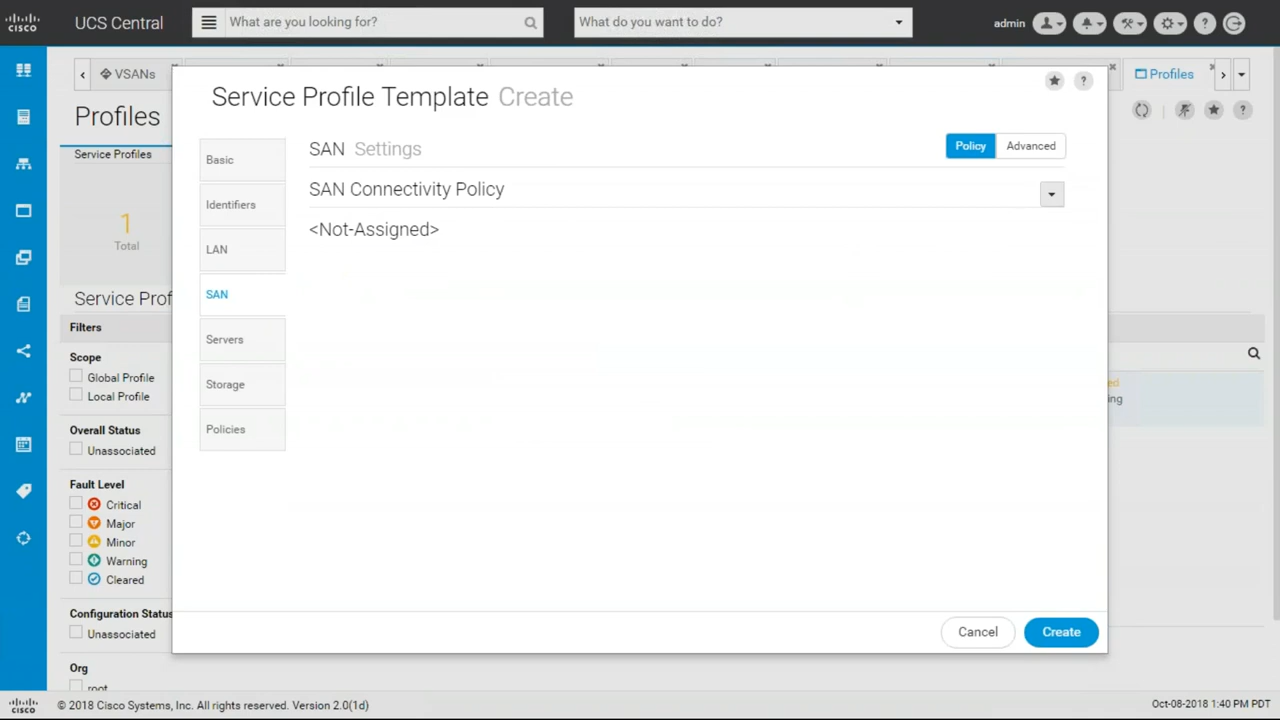 CISCO
UCS Central
What are you looking for?
What do you want to do?
admin
VSANs
Profiles
Profiles
Service Profiles
1
Total
Service Prof
Filters
Scope
Global Profile
Local Profile
Overall Status
Unassociated
Fault Level
Critical
Major
Minor
Warning
Cleared
Configuration Status
Unassociated
Org
root
Service Profile Template Create
Basic
Identifiers
LAN
SAN
Servers
Storage
Policies
SAN Settings
Policy
Advanced
SAN Connectivity Policy
<Not-Assigned>
ed
ing
Cancel
Create
CISCO
© 2018 Cisco Systems, Inc. All rights reserved. Version 2.0(1d)
Oct-08-2018 1:40 PM PDT